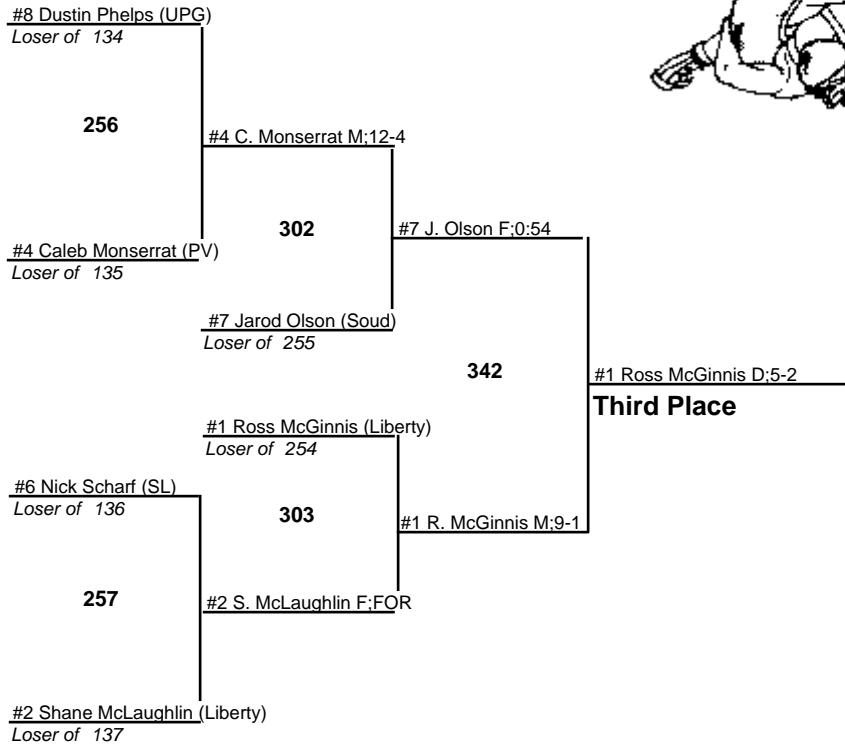 #8 Dustin Phelps (UPG)
Loser of 134
256
#4 C. Monserrat M;12-4
302
#7 J. Olson F;0:54
#4 Caleb Monserrat (PV)
Loser of 135
#7 Jarod Olson (Soud)
Loser of 255
342
#1 Ross McGinnis D;5-2
Third Place
#1 Ross McGinnis (Liberty)
Loser of 254
#6 Nick Scharf (SL)
Loser of 136
303
#1 R. McGinnis M;9-1
257
#2 S. McLaughlin F;FOR
#2 Shane McLaughlin (Liberty)
Loser of 137